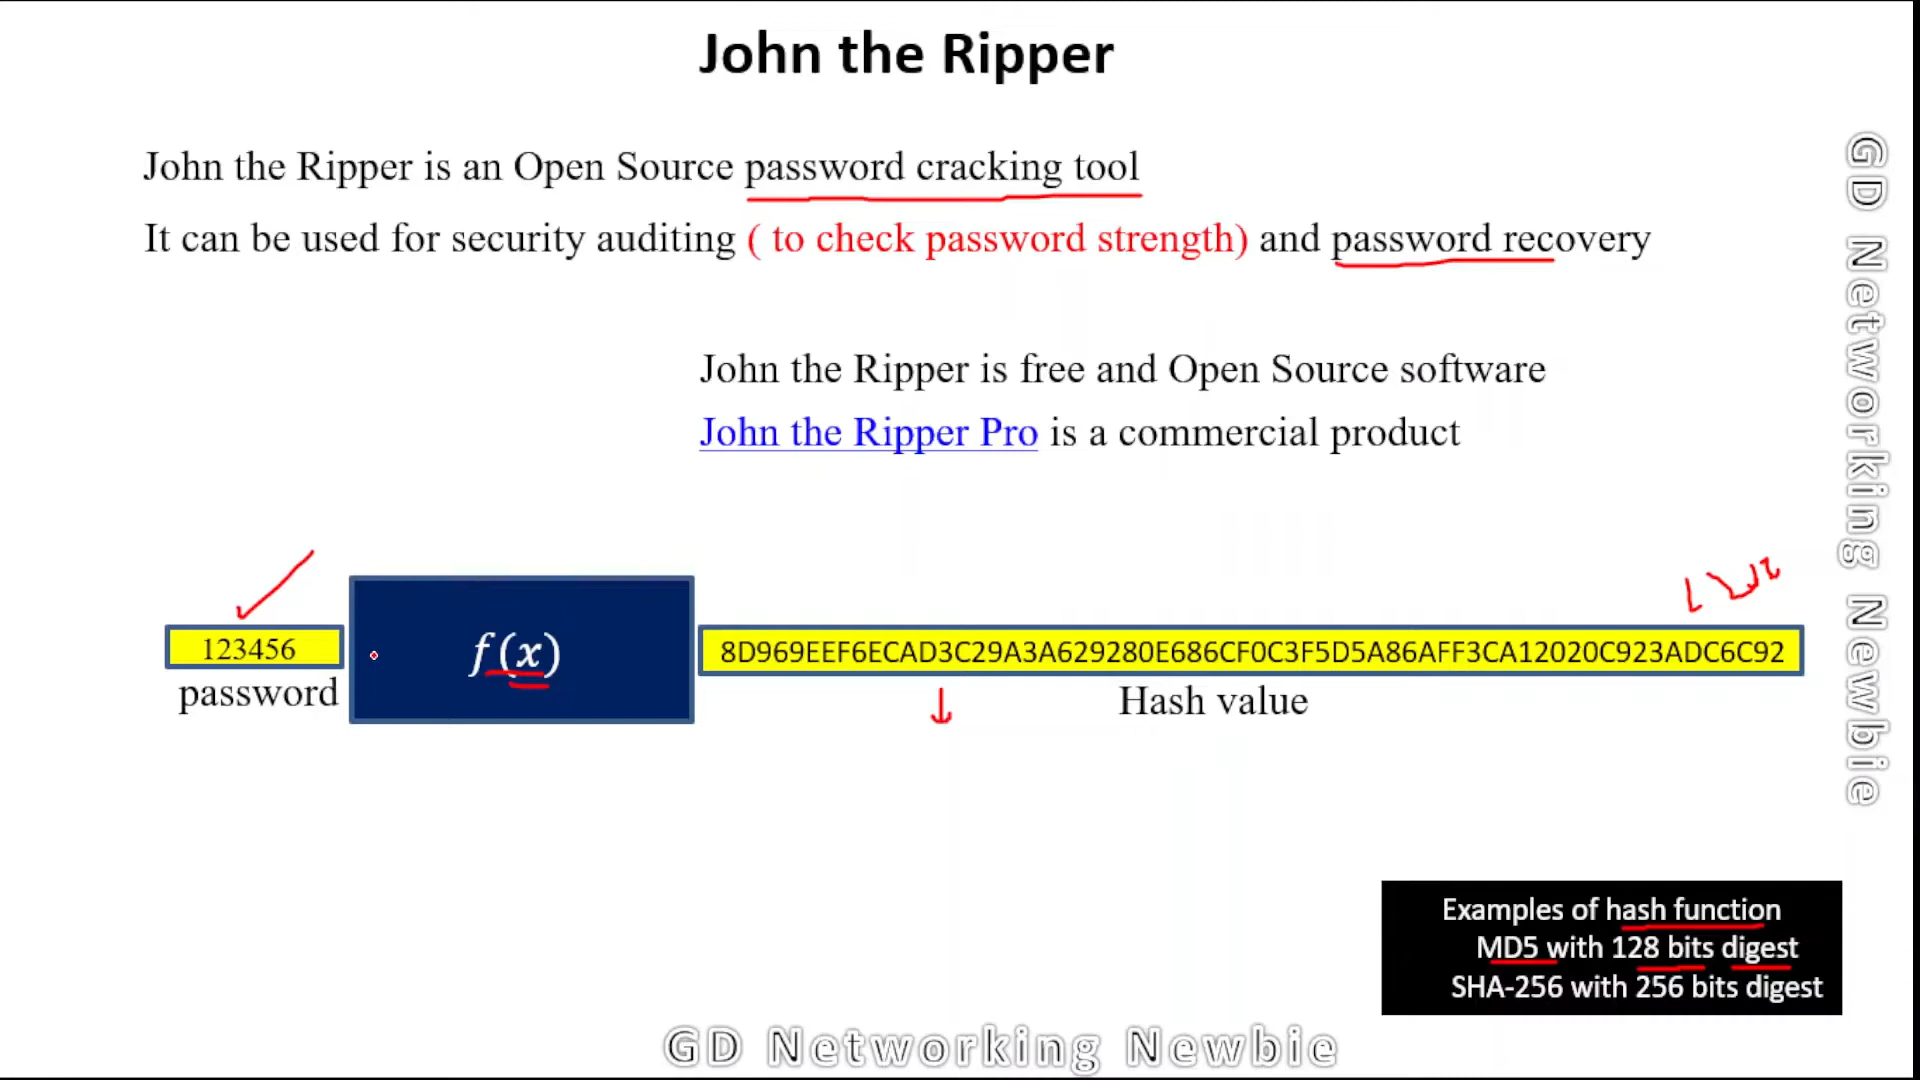 John the Ripper
John the Ripper is an Open Source password cracking tool
It can be used for security auditing ( to check password strength) and password recovery
John the Ripper is free and Open Source software
John the Ripper Pro is a commercial product
123456
password
f(x)
8D969EEF6ECAD3C29A3A629280E686CF0C3F5D5A86AFF3CA12020C923ADC6C92
Hash value
Examples of hash function
MD5 with 128 bits digest
SHA-256 with 256 bits digest
GD Networking Newbie
GD Networking Newbie